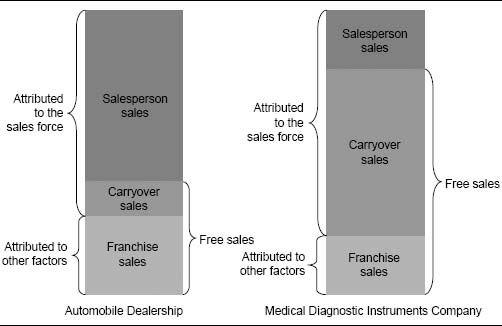 Salesperson
sales
Attributed
to the
sales force
Salesperson
sales
Carryover
sales
Free sales
Attributed to
other factors
Franchise
sales
Automobile Dealership
Attributed
to the
sales force
Carryover
sales
Free sales
Attributed to
other factors
Franchise
sales
Medical Diagnostic Instruments Company